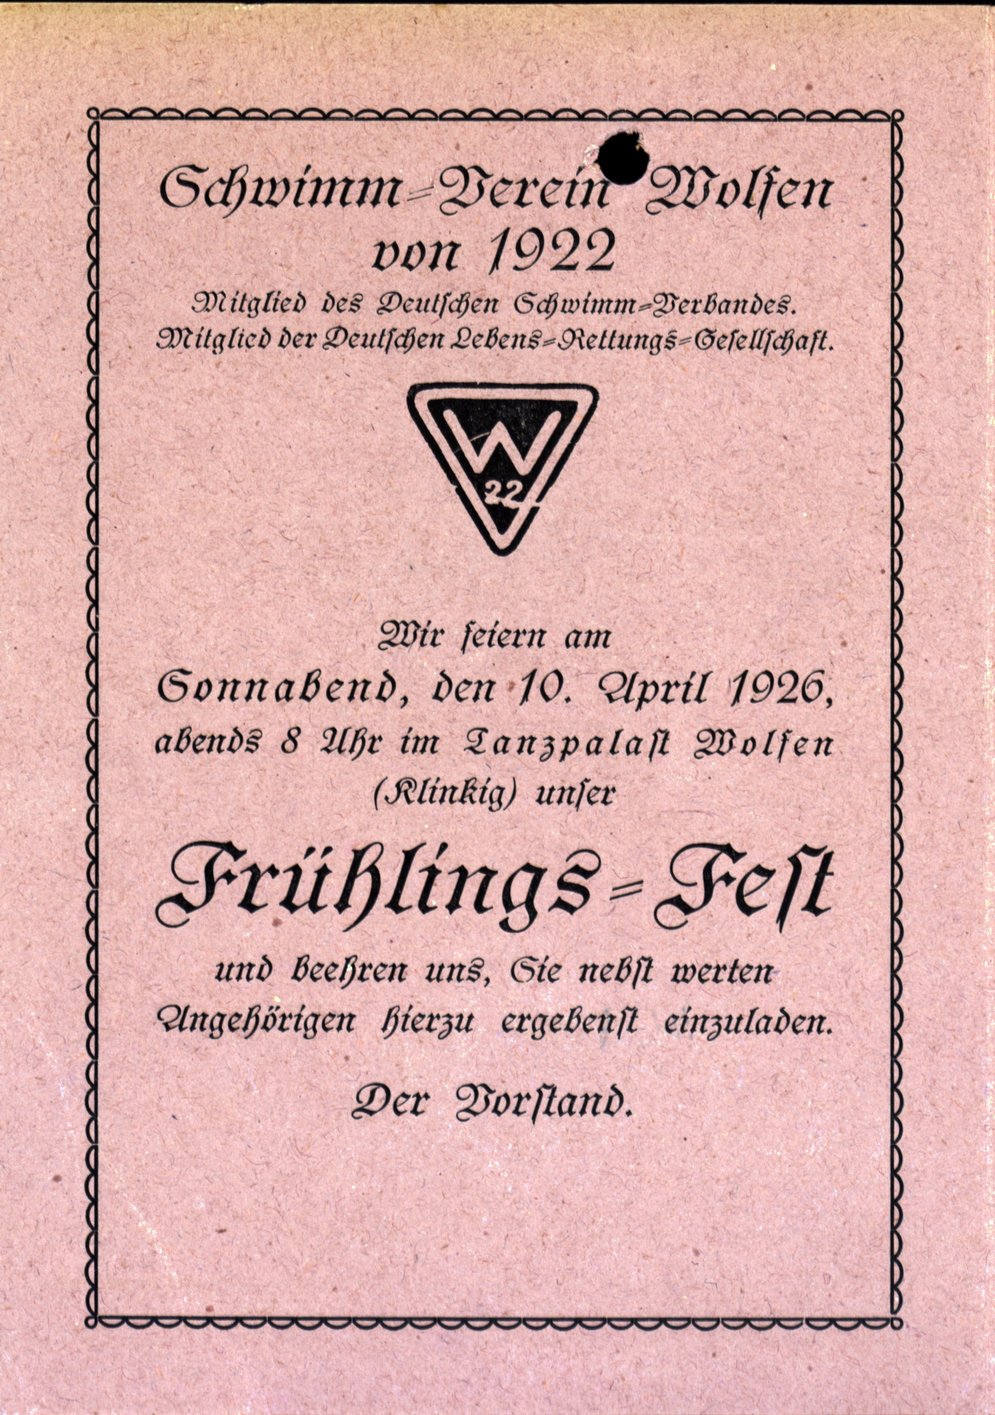 Schwimm-Verein Wolfen
von 1922
Mitglied des Deutschen Schwimm-Verbandes.
Mitglied der Deutschen Lebens-Rettungs-Gesellschaft.
W
22
Wir feiern am
Sonnabend, den 10. April 1926,
abends 8 Uhr im Tanzpalast Wolfen
(Klinkig) unser
Frühlings-Fest
und beehren uns, Sie nebst werten
Angehörigen hierzu ergebenst einzuladen.
Der Vorstand.